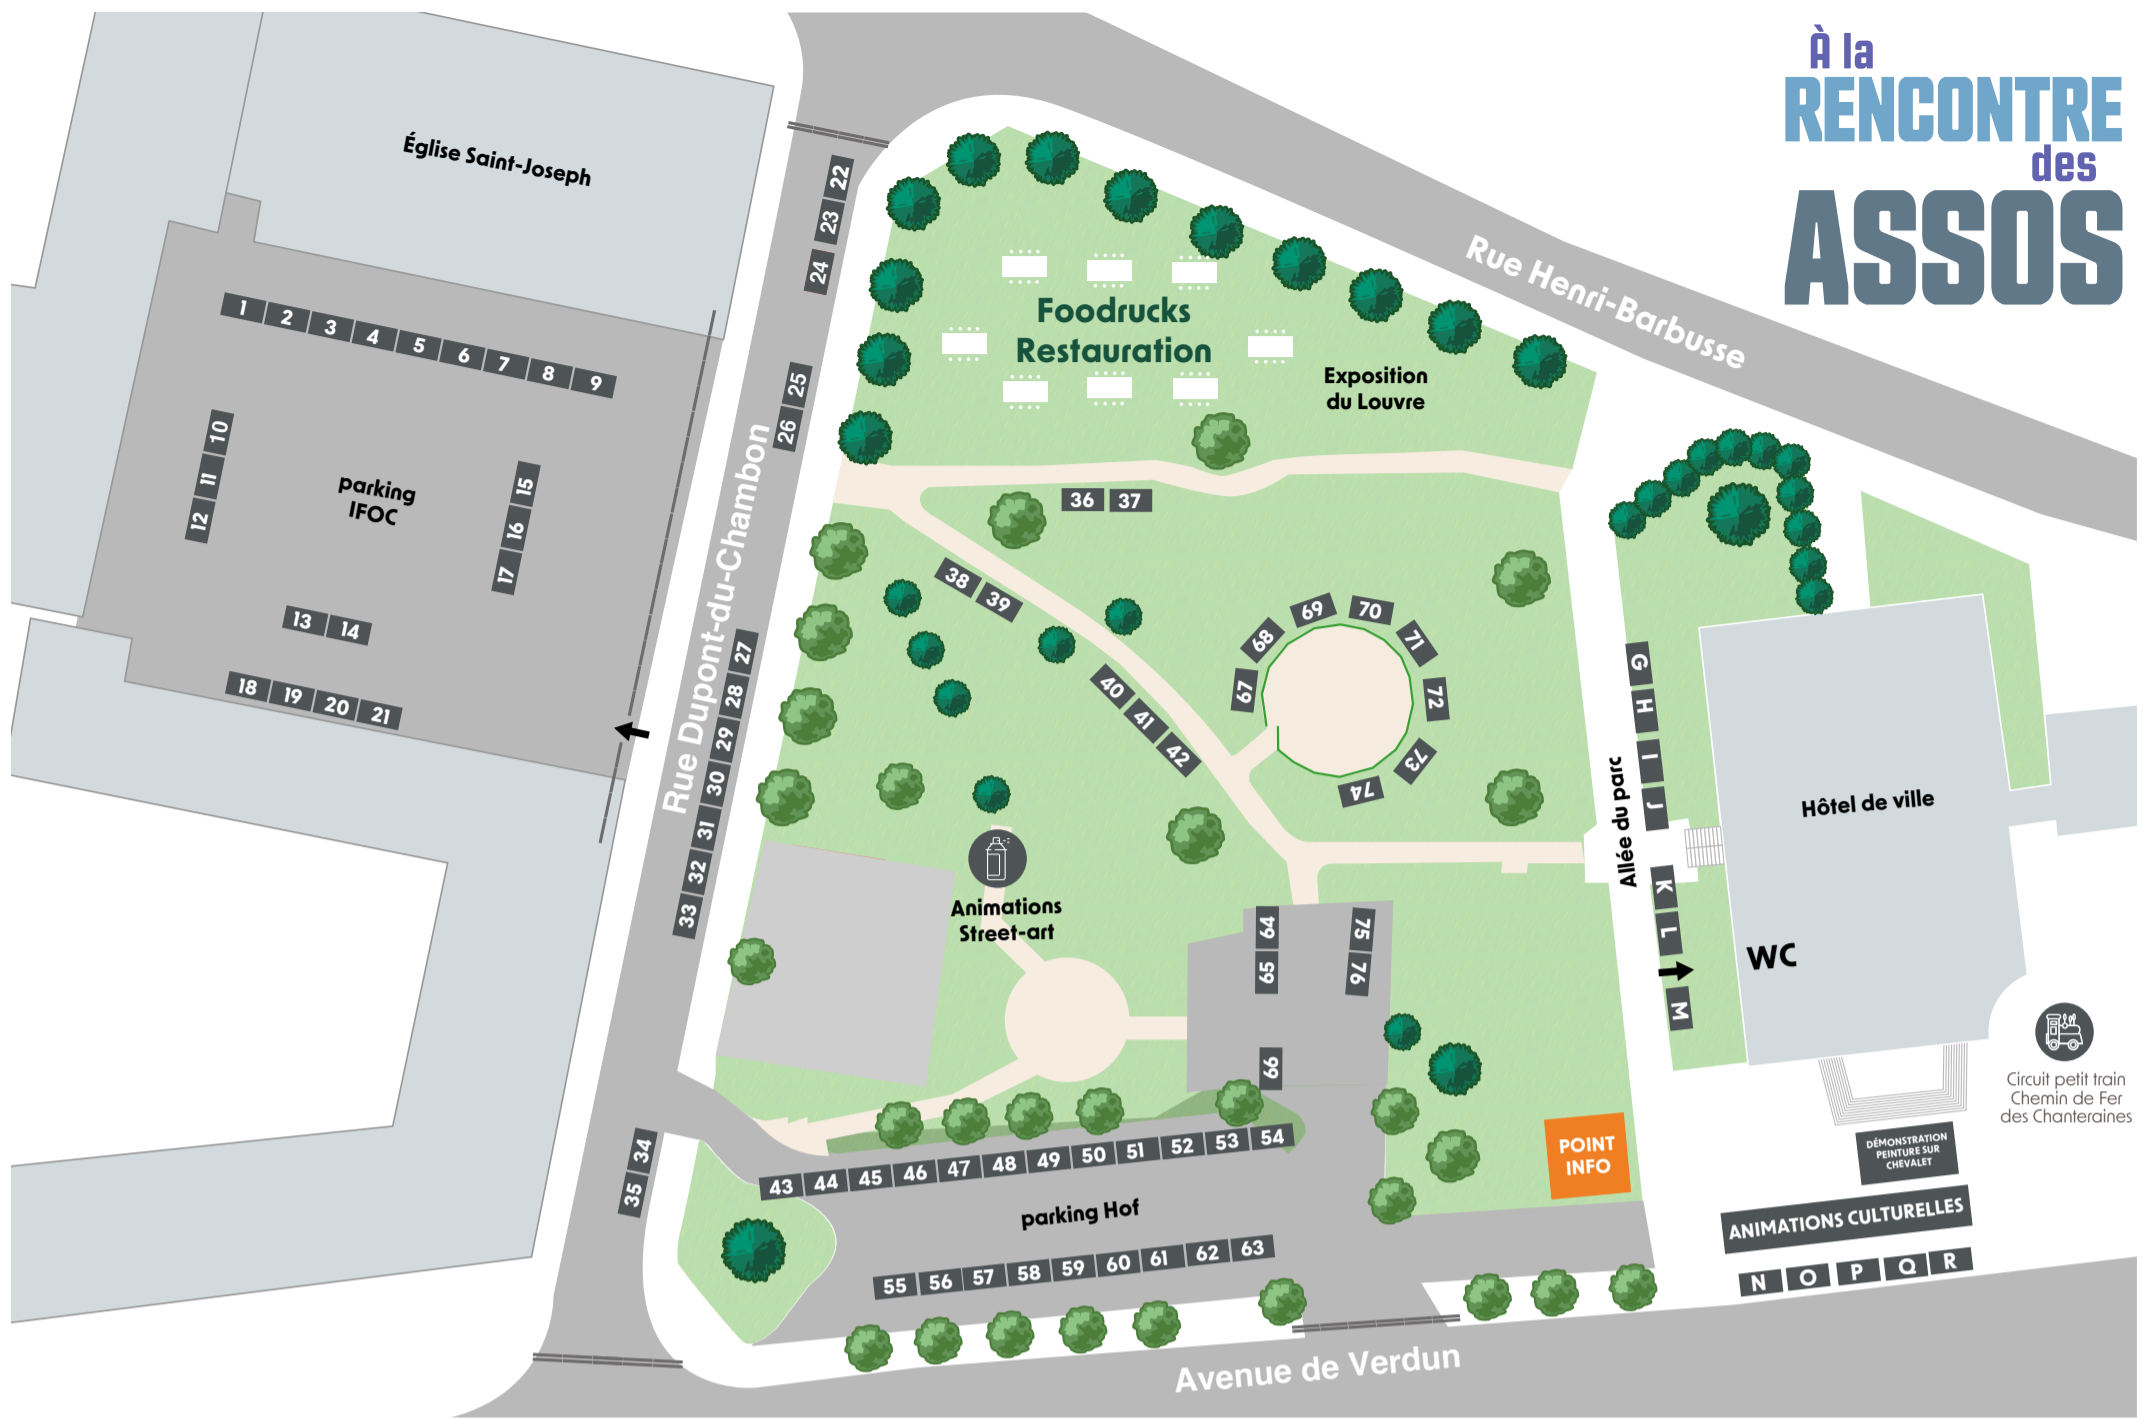 À la
RENCONTRE
des
ASSOS
Église Saint-Joseph
1 2 3 4 5 6 7 8 9
10
11
12
parking
IFOC
15
16
17
13 14
18 19 20 21
22
23
24
25
26
Rue Dupont-du-Chambon
27
28
29
30
31
32
33
34
35
Rue Henri-Barbusse
Foodrucks
Restauration
Exposition
du Louvre
36 37
38
39
40
41
42
67
68
69
70
71
72
73
74
Animations
Street-art
64
65
66
75
76
Allée du parc
G
H
I
J
K
L
M
Hôtel de ville
WC
Circuit petit train
Chemin de Fer
des Chanteraines
POINT
INFO
DÉMONSTRATION
PEINTURE SUR
CHEVALET
ANIMATIONS CULTURELLES
N O P Q R
43 44 45 46 47 48 49 50 51 52 53 54
parking Hof
55 56 57 58 59 60 61 62 63
Avenue de Verdun